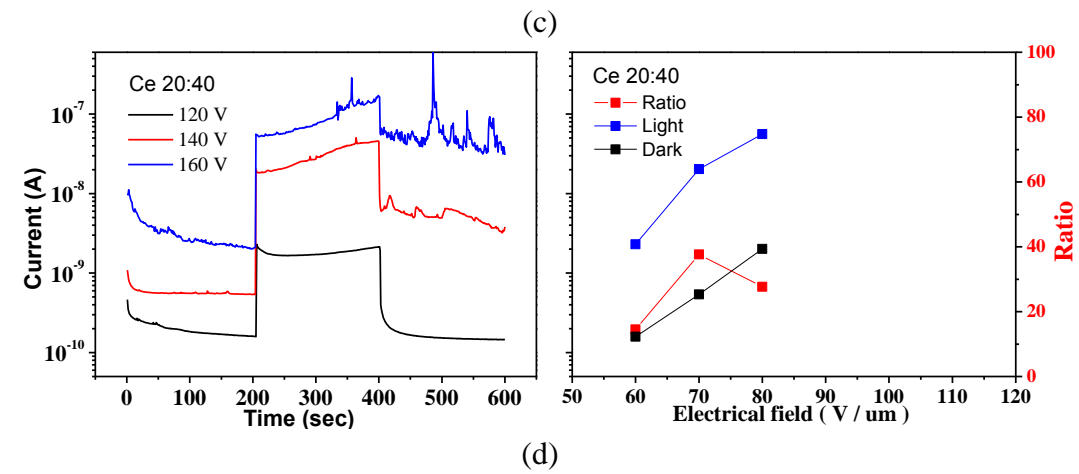 (c)
Ce 20:40
120 V
140 V
160 V
Current (A)
10⁻⁷
10⁻⁸
10⁻⁹
10⁻¹⁰
0 100 200 300 400 500 600
Time (sec)
Ce 20:40
Ratio
Light
Dark
100
80
60
40
20
0
Ratio
50 60 70 80 90 100 110 120
Electrical field ( V / um )
(d)